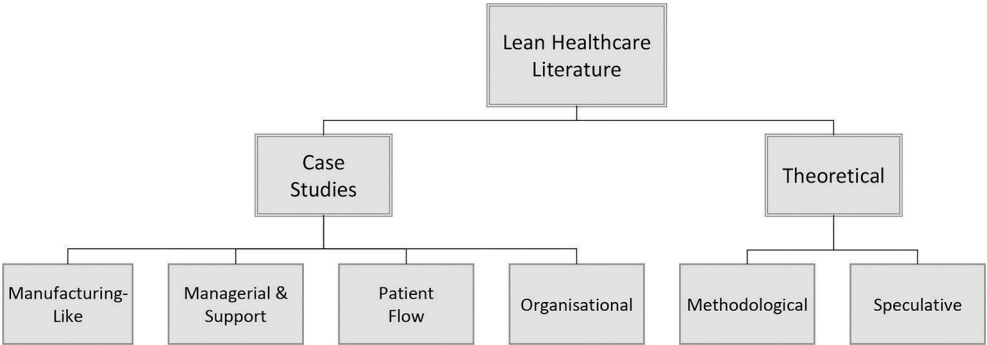 Lean Healthcare
Literature
Case
Studies
Theoretical
Manufacturing-
Like
Managerial &
Support
Patient
Flow
Organisational
Methodological
Speculative